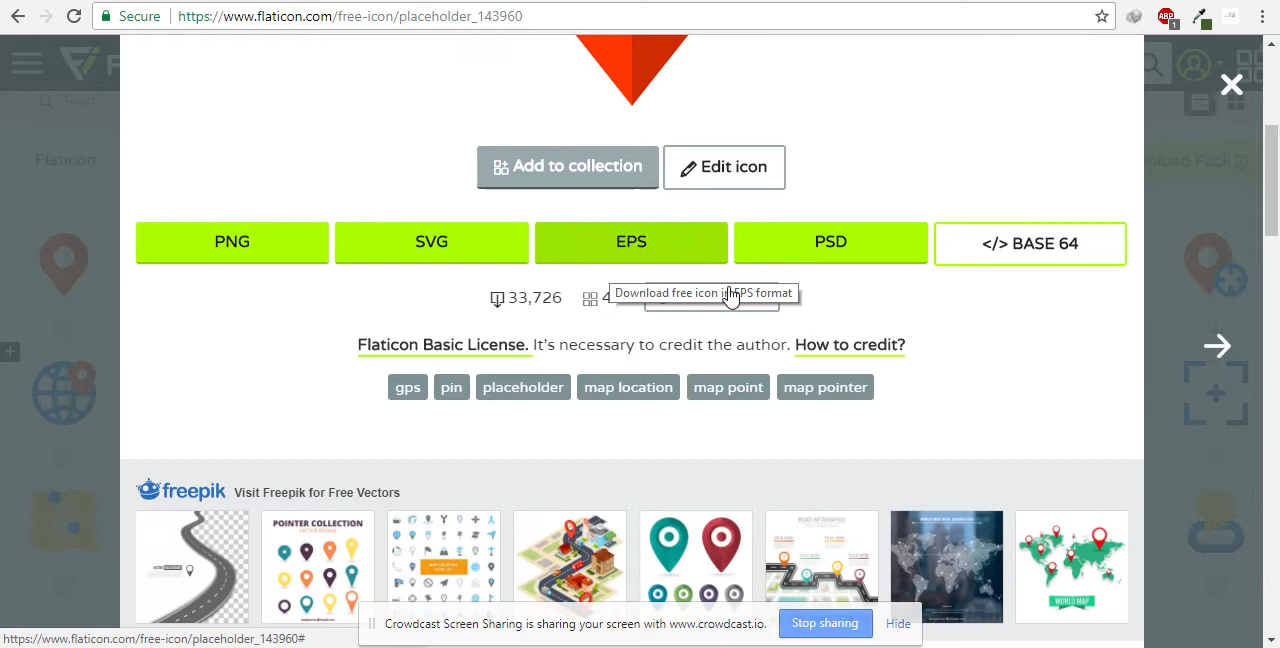 Secure https://www.flaticon.com/free-icon/placeholder_143960
ABP
1
Flaticon
Add to collection
Edit icon
PNG
SVG
EPS
PSD
</> BASE 64
33,726
Download free icon in EPS format
Flaticon Basic License. It's necessary to credit the author. How to credit?
gps
pin
placeholder
map location
map point
map pointer
freepik Visit Freepik for Free Vectors
POINTER COLLECTION
WORLD MAP
https://www.flaticon.com/free-icon/placeholder_143960#
Crowdcast Screen Sharing is sharing your screen with www.crowdcast.io.
Stop sharing
Hide